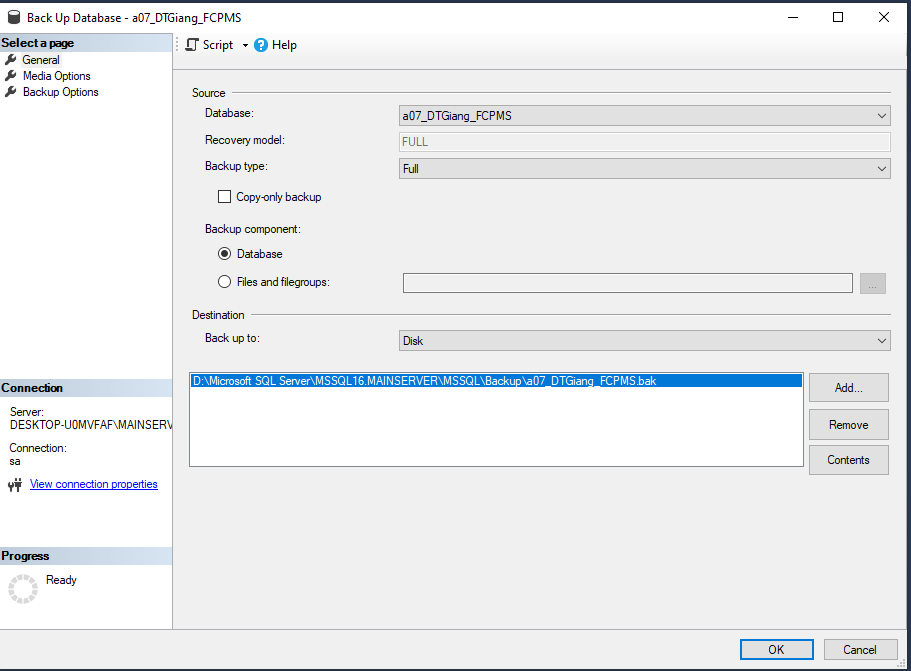 Back Up Database - a07_DTGiang_FCPMS
Select a page
General
Media Options
Backup Options
Script
Help
Source
Database:
a07_DTGiang_FCPMS
Recovery model:
FULL
Backup type:
Full
Copy-only backup
Backup component:
Database
Files and filegroups:
...
Destination
Back up to:
Disk
D:\Microsoft SQL Server\MSSQL16.MAINSERVER\MSSQL\Backup\a07_DTGiang_FCPMS.bak
Add...
Remove
Contents
Connection
Server:
DESKTOP-U0MVFAF\MAINSERV
Connection:
sa
View connection properties
Progress
Ready
OK
Cancel